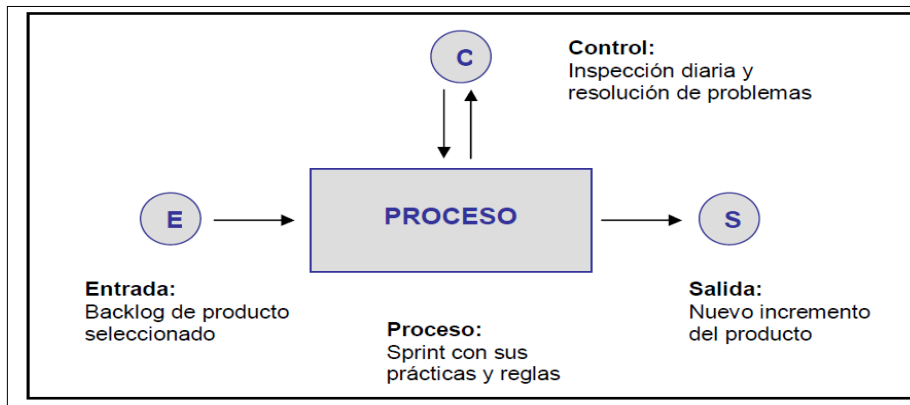 C
Control:
Inspección diaria y
resolución de problemas
E
PROCESO
S
Entrada:
Backlog de producto
seleccionado
Proceso:
Sprint con sus
prácticas y reglas
Salida:
Nuevo incremento
del producto